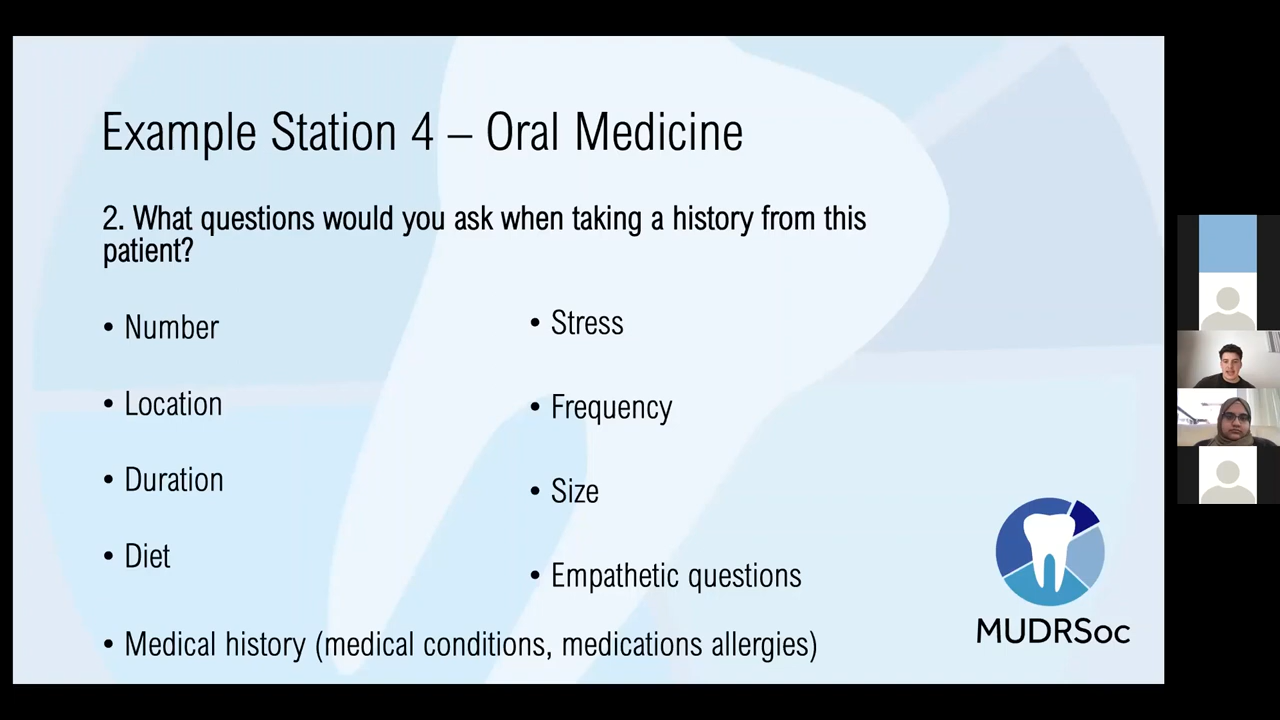 Example Station 4 – Oral Medicine
2. What questions would you ask when taking a history from this
patient?
• Number
• Location
• Duration
• Diet
• Medical history (medical conditions, medications allergies)
• Stress
• Frequency
• Size
• Empathetic questions
MUDRSoc